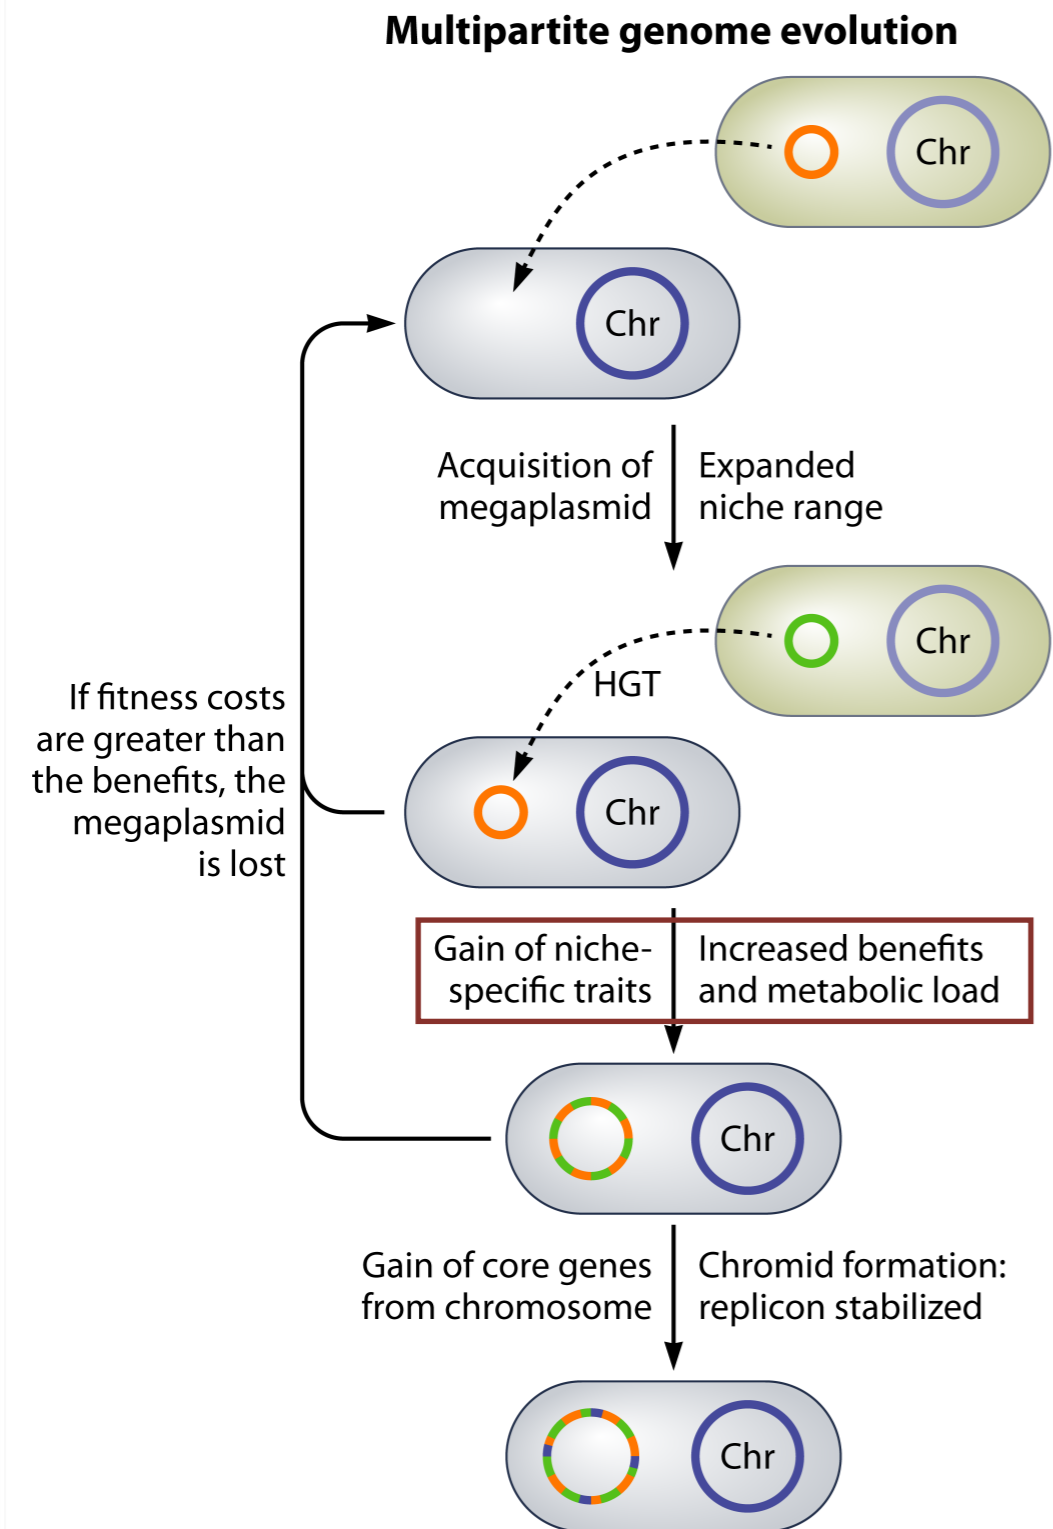 Multipartite genome evolution
Chr
Chr
Acquisition of
megaplasmid
Expanded
niche range
Chr
HGT
If fitness costs
are greater than
the benefits, the
megaplasmid
is lost
Chr
Gain of niche-
specific traits
Increased benefits
and metabolic load
Chr
Gain of core genes
from chromosome
Chromid formation:
replicon stabilized
Chr